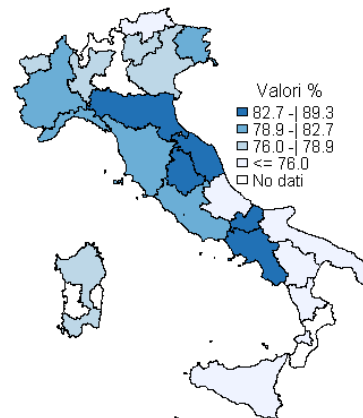 Valori %
82.7 -| 89.3
78.9 -| 82.7
76.0 -| 78.9
<= 76.0
No dati